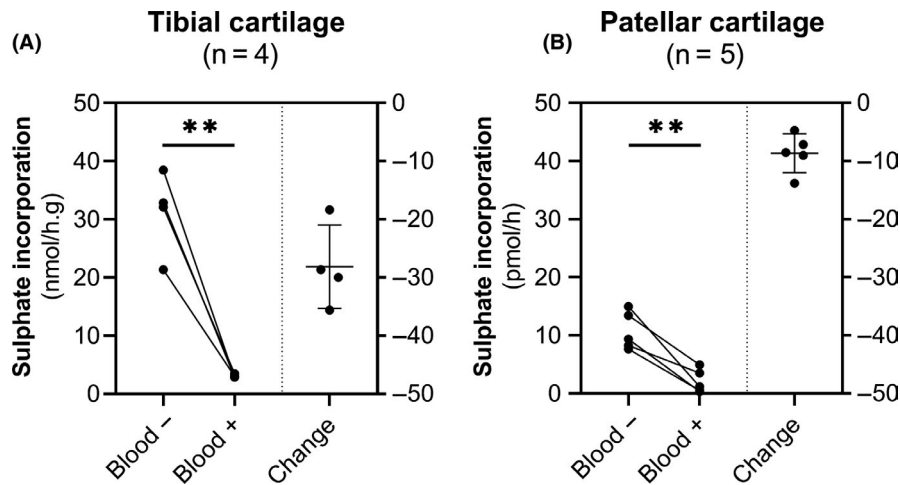 (A)
Tibial cartilage
(n = 4)
Sulphate incorporation
(nmol/h.g)
50
40
30
20
10
0
**
0
–10
–20
–30
–40
–50
Blood –
Blood +
Change
(B)
Patellar cartilage
(n = 5)
Sulphate incorporation
(pmol/h)
50
40
30
20
10
0
**
0
–10
–20
–30
–40
–50
Blood –
Blood +
Change